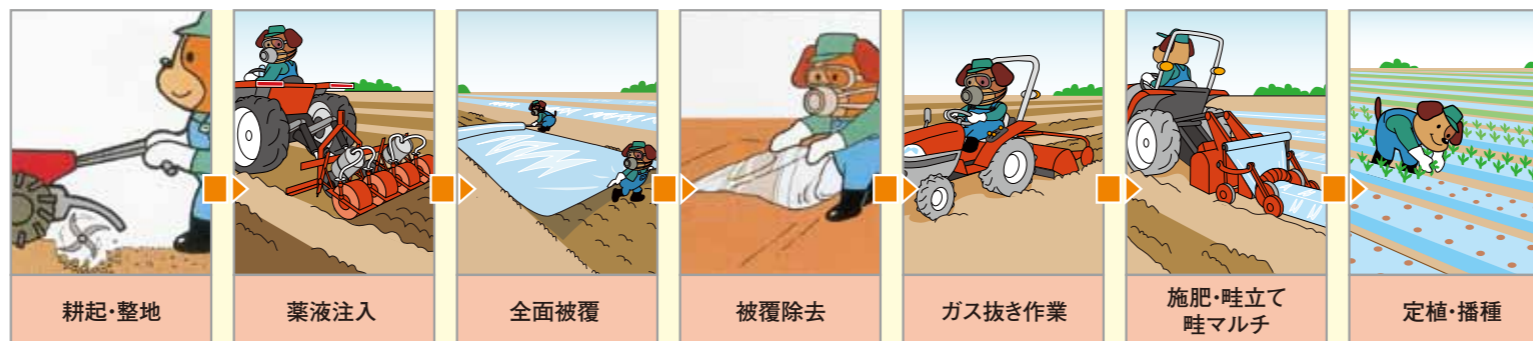 耕起・整地
薬液注入
全面被覆
被覆除去
ガス抜き作業
施肥・畦立て
畦マルチ
定植・播種